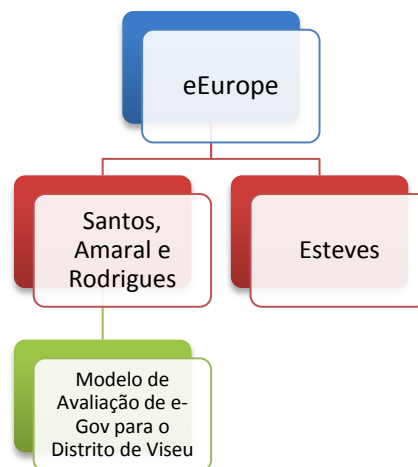 eEurope
Santos,
Amaral e
Rodrigues
Esteves
Modelo de
Avaliação de e-
Gov para o
Distrito de Viseu